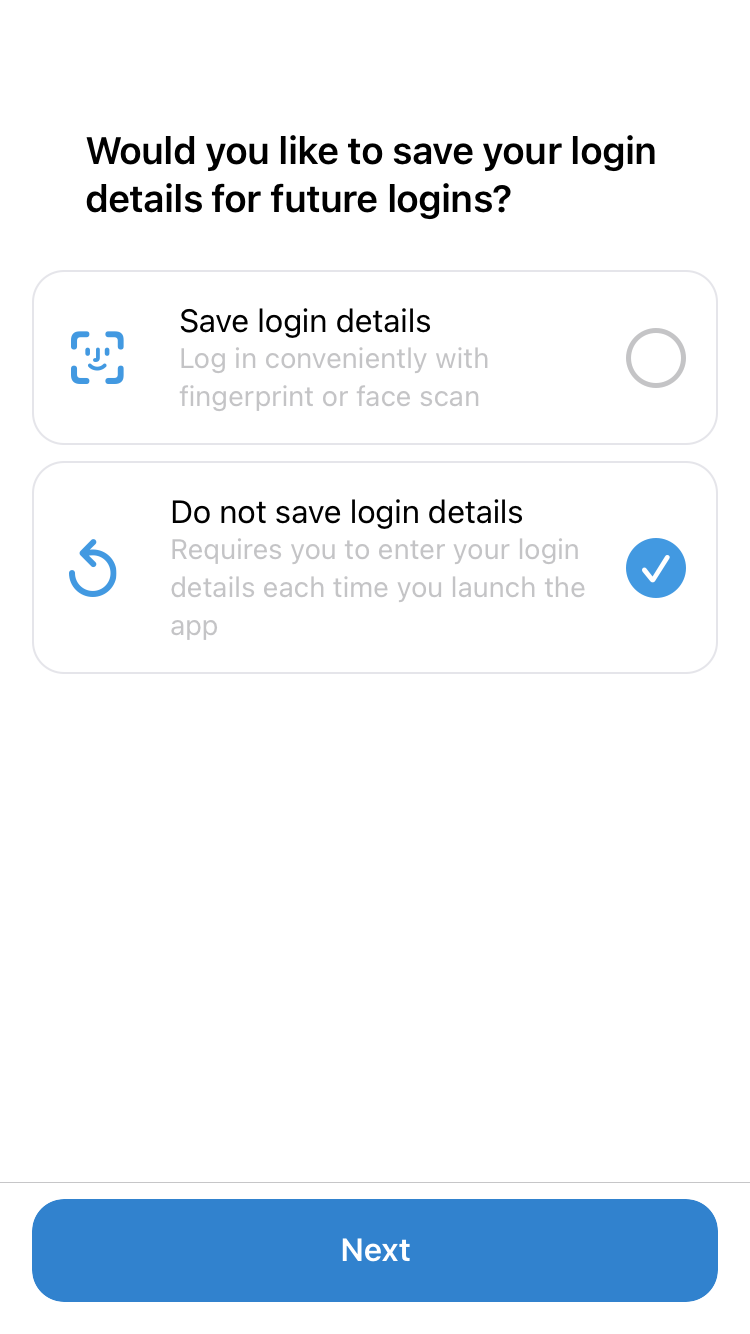 Would you like to save your login
details for future logins?
Save login details
Log in conveniently with
fingerprint or face scan
Do not save login details
Requires you to enter your login
details each time you launch the
app
Next